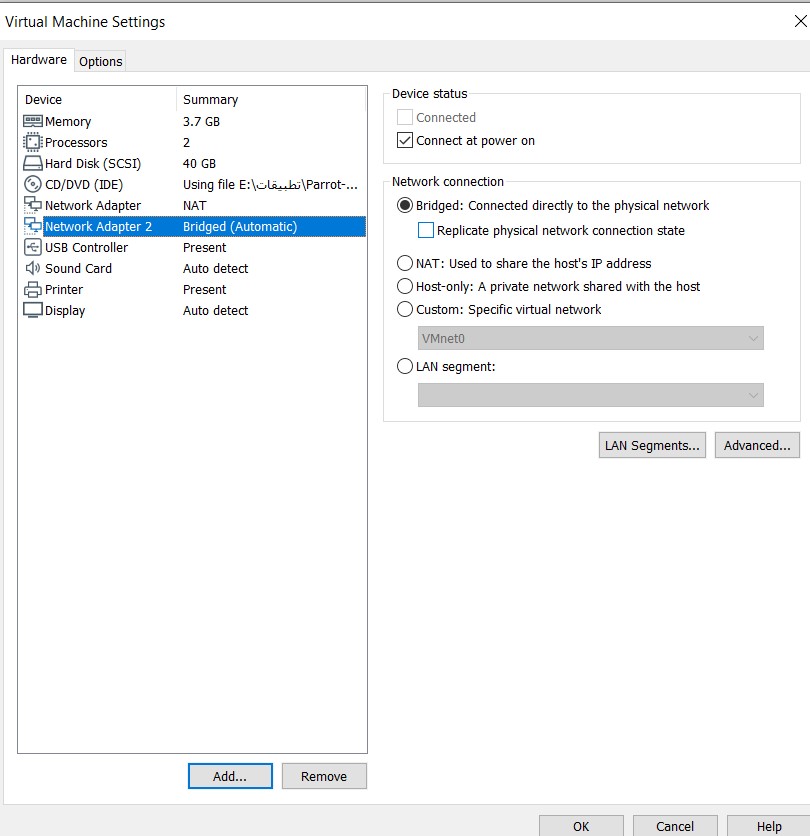 Virtual Machine Settings
Hardware Options
Device Summary
Memory 3.7 GB
Processors 2
Hard Disk (SCSI) 40 GB
CD/DVD (IDE) Using file E:\تطبيقات\Parrot-...
Network Adapter NAT
Network Adapter 2 Bridged (Automatic)
USB Controller Present
Sound Card Auto detect
Printer Present
Display Auto detect
Add... Remove
Device status
Connected
Connect at power on
Network connection
Bridged: Connected directly to the physical network
Replicate physical network connection state
NAT: Used to share the host's IP address
Host-only: A private network shared with the host
Custom: Specific virtual network
VMnet0
LAN segment:
LAN Segments... Advanced...
OK Cancel Help